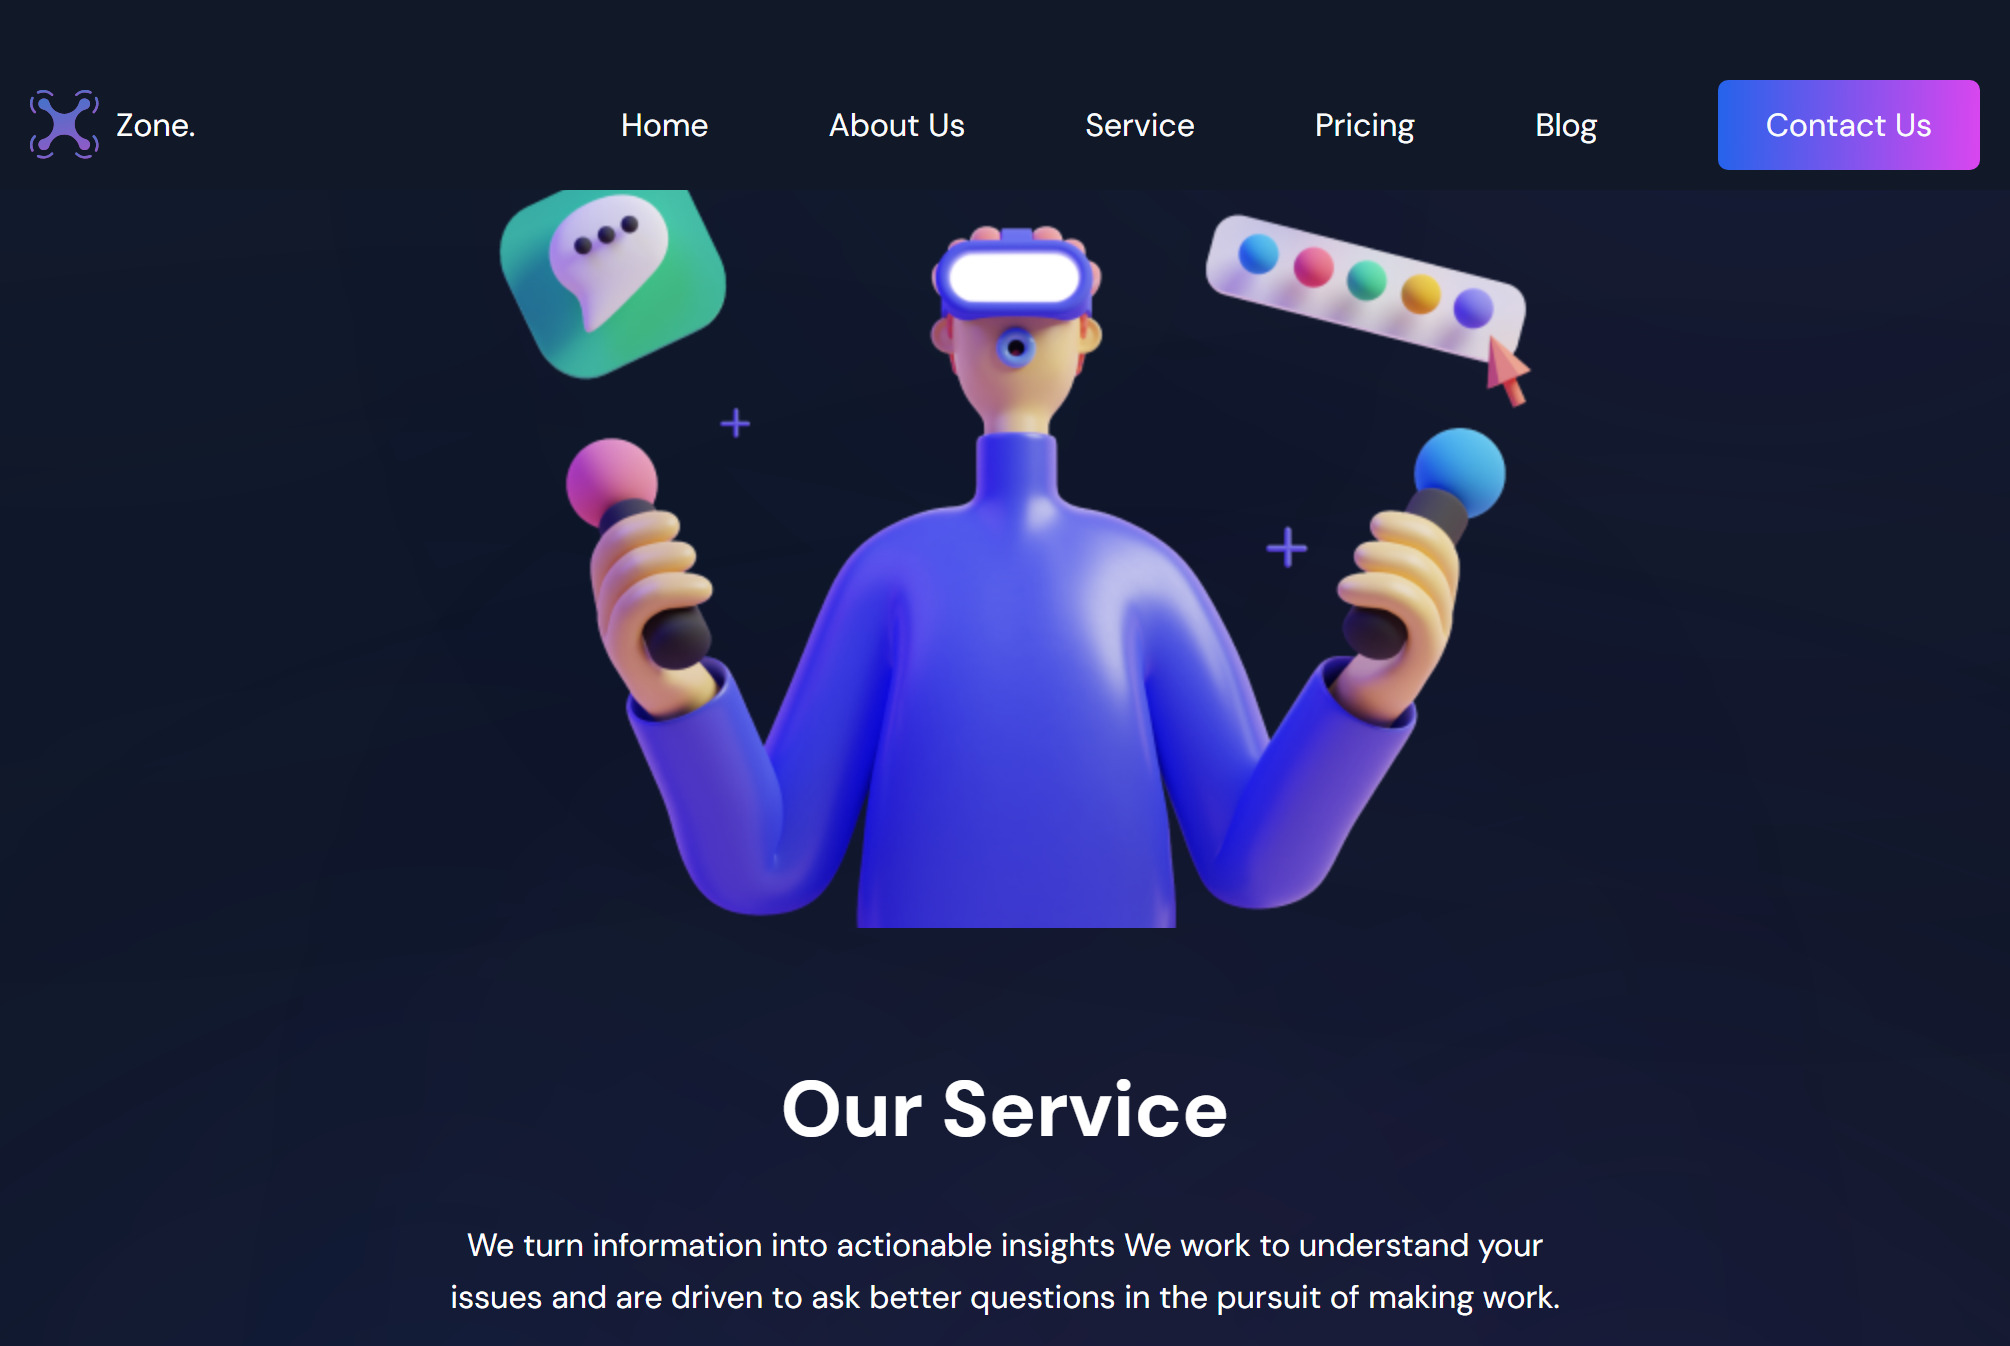 Zone.
Home
About Us
Service
Pricing
Blog
Contact Us
Our Service
We turn information into actionable insights We work to understand your
issues and are driven to ask better questions in the pursuit of making work.